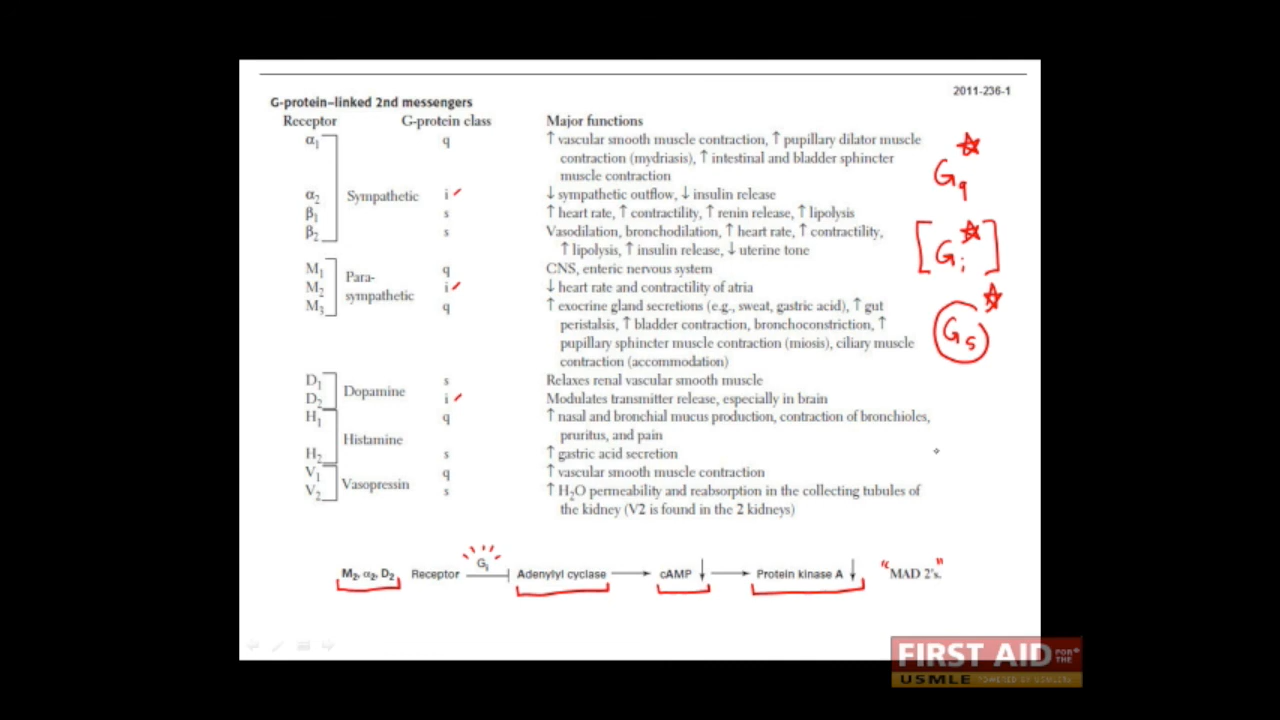 2011-236-1
G-protein–linked 2nd messengers
Receptor G-protein class Major functions
α₁ q ↑ vascular smooth muscle contraction, ↑ pupillary dilator muscle
contraction (mydriasis), ↑ intestinal and bladder sphincter
muscle contraction
α₂ Sympathetic i ↓ sympathetic outflow, ↓ insulin release
β₁ s ↑ heart rate, ↑ contractility, ↑ renin release, ↑ lipolysis
β₂ s Vasodilation, bronchodilation, ↑ heart rate, ↑ contractility,
↑ lipolysis, ↑ insulin release, ↓ uterine tone
M₁ Para- q CNS, enteric nervous system
M₂ sympathetic i ↓ heart rate and contractility of atria
M₃ q ↑ exocrine gland secretions (e.g., sweat, gastric acid), ↑ gut
peristalsis, ↑ bladder contraction, bronchoconstriction, ↑
pupillary sphincter muscle contraction (miosis), ciliary muscle
contraction (accommodation)
D₁ Dopamine s Relaxes renal vascular smooth muscle
D₂ i Modulates transmitter release, especially in brain
H₁ q ↑ nasal and bronchial mucus production, contraction of bronchioles,
Histamine pruritus, and pain
H₂ s ↑ gastric acid secretion
V₁ Vasopressin q ↑ vascular smooth muscle contraction
V₂ s ↑ H₂O permeability and reabsorption in the collecting tubules of
the kidney (V2 is found in the 2 kidneys)
Gq
[Gi]
Gs
Gᵢ
M₂, α₂, D₂ Receptor Adenylyl cyclase → cAMP ↓ → Protein kinase A ↓ "MAD 2's."
FIRST AID FOR THE®
USMLE POWERED BY USMLERx